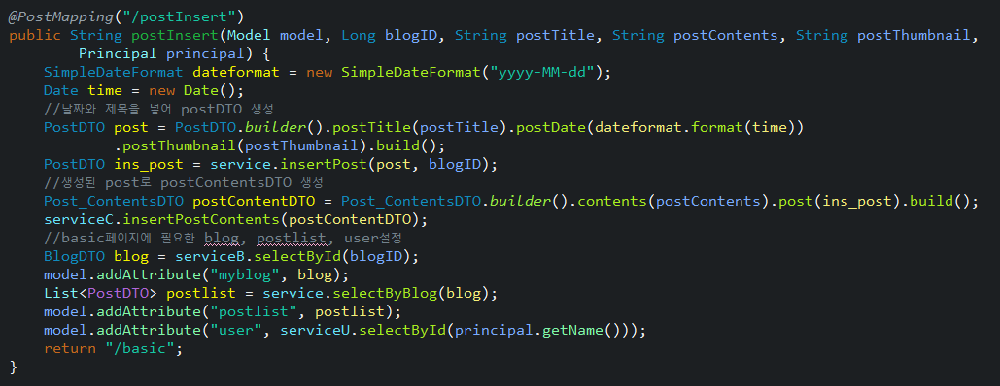 @PostMapping("/postInsert")
public String postInsert(Model model, Long blogID, String postTitle, String postContents, String postThumbnail,
        Principal principal) {
    SimpleDateFormat dateformat = new SimpleDateFormat("yyyy-MM-dd");
    Date time = new Date();
    //날짜와 제목을 넣어 postDTO 생성
    PostDTO post = PostDTO.builder().postTitle(postTitle).postDate(dateformat.format(time))
            .postThumbnail(postThumbnail).build();
    PostDTO ins_post = service.insertPost(post, blogID);
    //생성된 post로 postContentsDTO 생성
    Post_ContentsDTO postContentDTO = Post_ContentsDTO.builder().contents(postContents).post(ins_post).build();
    serviceC.insertPostContents(postContentDTO);
    //basic페이지에 필요한 blog, postlist, user설정
    BlogDTO blog = serviceB.selectById(blogID);
    model.addAttribute("myblog", blog);
    List<PostDTO> postlist = service.selectByBlog(blog);
    model.addAttribute("postlist", postlist);
    model.addAttribute("user", serviceU.selectById(principal.getName()));
    return "/basic";
}